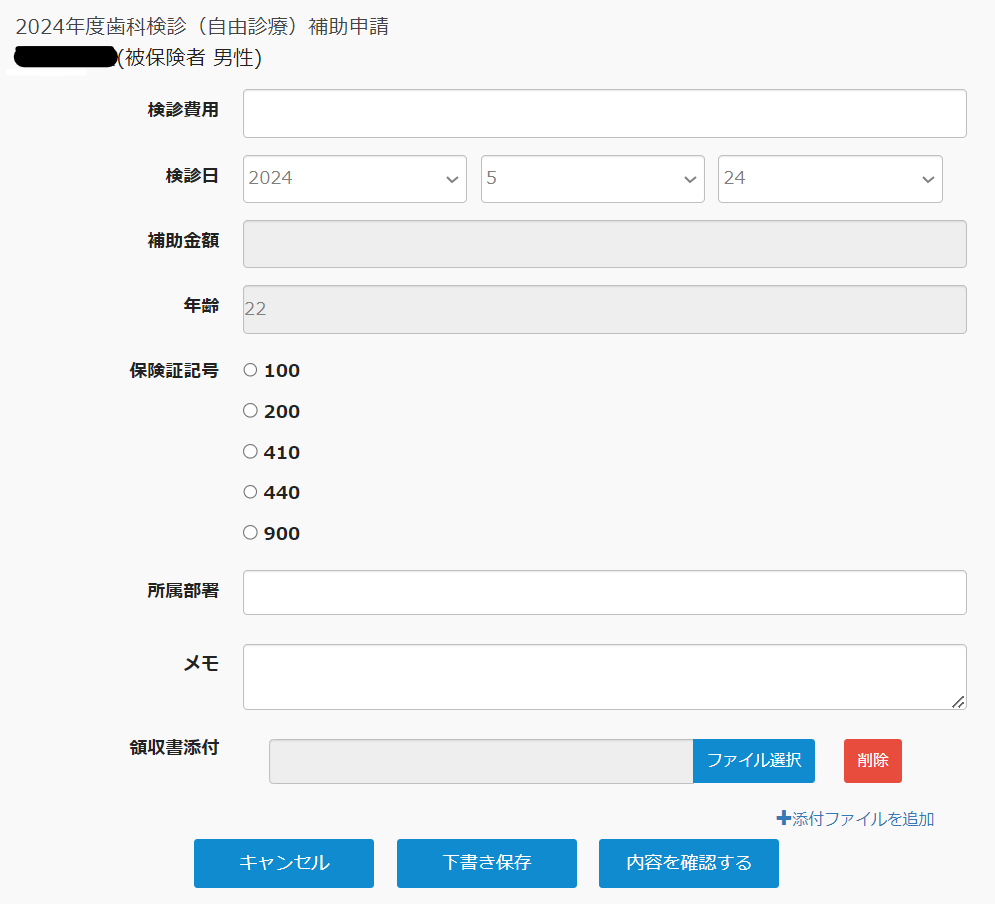 2024年度歯科検診（自由診療）補助申請
(被保険者 男性)
検診費用
検診日 2024 5 24
補助金額
年齢 22
保険証記号 100
200
410
440
900
所属部署
メモ
領収書添付 ファイル選択 削除
添付ファイルを追加
キャンセル 下書き保存 内容を確認する